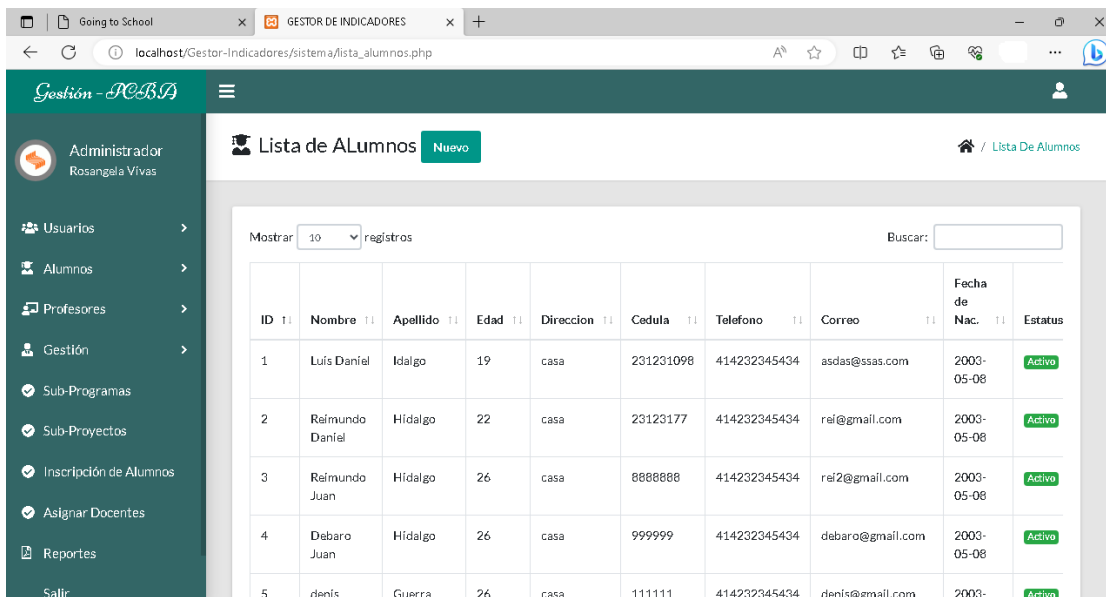 Going to School
GESTOR DE INDICADORES
localhost/Gestor-Indicadores/sistema/lista_alumnos.php
Gestión - PCBA
Administrador
Rosangela Vivas
Usuarios
Alumnos
Profesores
Gestión
Sub-Programas
Sub-Proyectos
Inscripción de Alumnos
Asignar Docentes
Reportes
Salir
Lista de ALumnos Nuevo
/ Lista De Alumnos
Mostrar 10 registros Buscar:
ID Nombre Apellido Edad Direccion Cedula Telefono Correo Fecha de Nac. Estatus
1 Luis Daniel Idalgo 19 casa 231231098 414232345434 asdas@ssas.com 2003-05-08 Activo
2 Reimundo Daniel Hidalgo 22 casa 23123177 414232345434 rei@gmail.com 2003-05-08 Activo
3 Reimundo Juan Hidalgo 26 casa 8888888 414232345434 rei2@gmail.com 2003-05-08 Activo
4 Debaro Juan Hidalgo 26 casa 999999 414232345434 debaro@gmail.com 2003-05-08 Activo
5 denis Guerra 26 casa 111111 414232345434 denis@gmail.com 2003- Activo